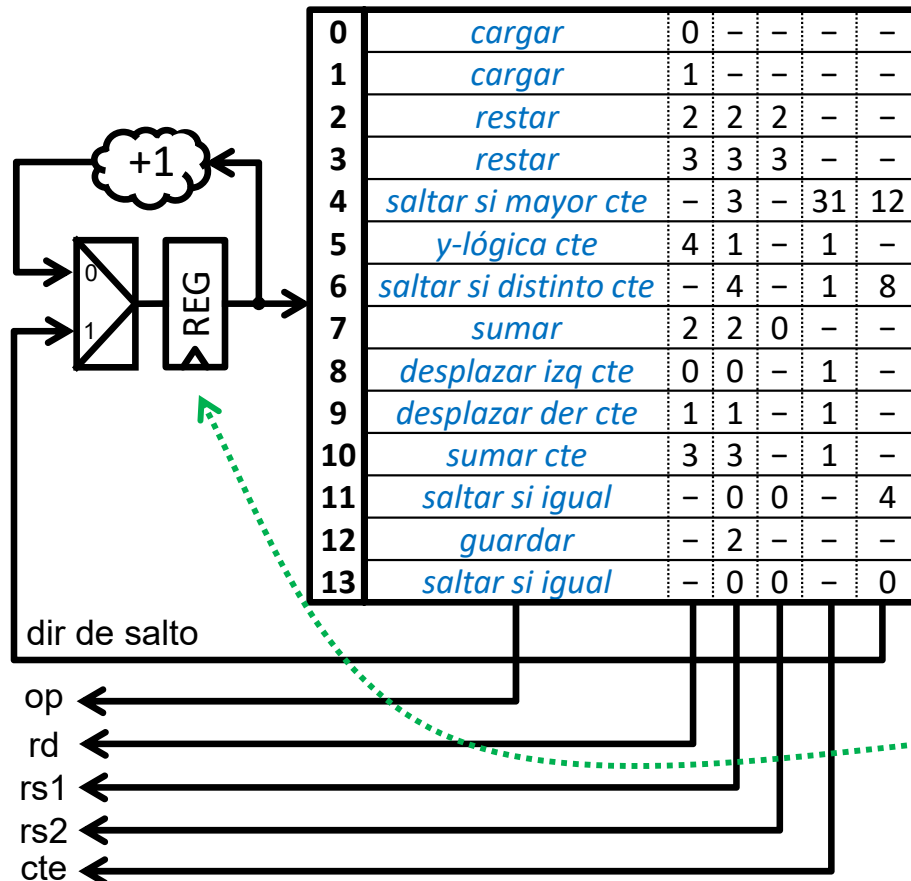 0 cargar 0 – – – –
1 cargar 1 – – – –
2 restar 2 2 2 – –
3 restar 3 3 3 – –
4 saltar si mayor cte – 3 – 31 12
5 y-lógica cte 4 1 – 1 –
6 saltar si distinto cte – 4 – 1 8
7 sumar 2 2 0 – –
8 desplazar izq cte 0 0 – 1 –
9 desplazar der cte 1 1 – 1 –
10 sumar cte 3 3 – 1 –
11 saltar si igual – 0 0 – 4
12 guardar – 2 – – –
13 saltar si igual – 0 0 – 0
+1
0
1
REG
dir de salto
op
rd
rs1
rs2
cte